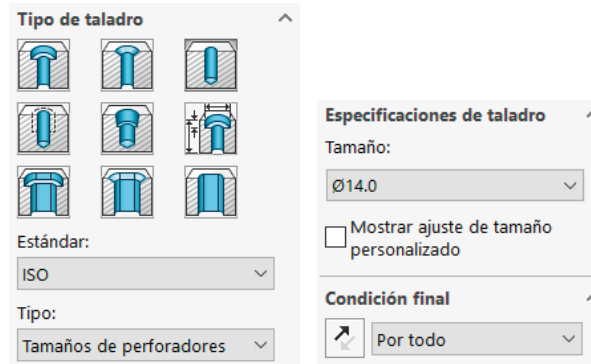 Tipo de taladro
Estándar:
ISO
Tipo:
Tamaños de perforadores
Especificaciones de taladro
Tamaño:
Ø14.0
Mostrar ajuste de tamaño
personalizado
Condición final
Por todo